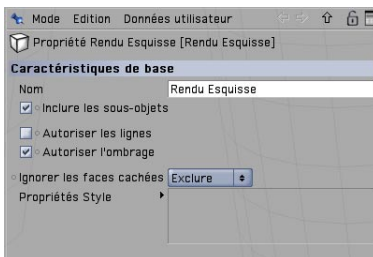 Mode Edition Données utilisateur
Propriété Rendu Esquisse [Rendu Esquisse]
Caractéristiques de base
Nom Rendu Esquisse
Inclure les sous-objets
Autoriser les lignes
Autoriser l'ombrage
Ignorer les faces cachées Exclure
Propriétés Style